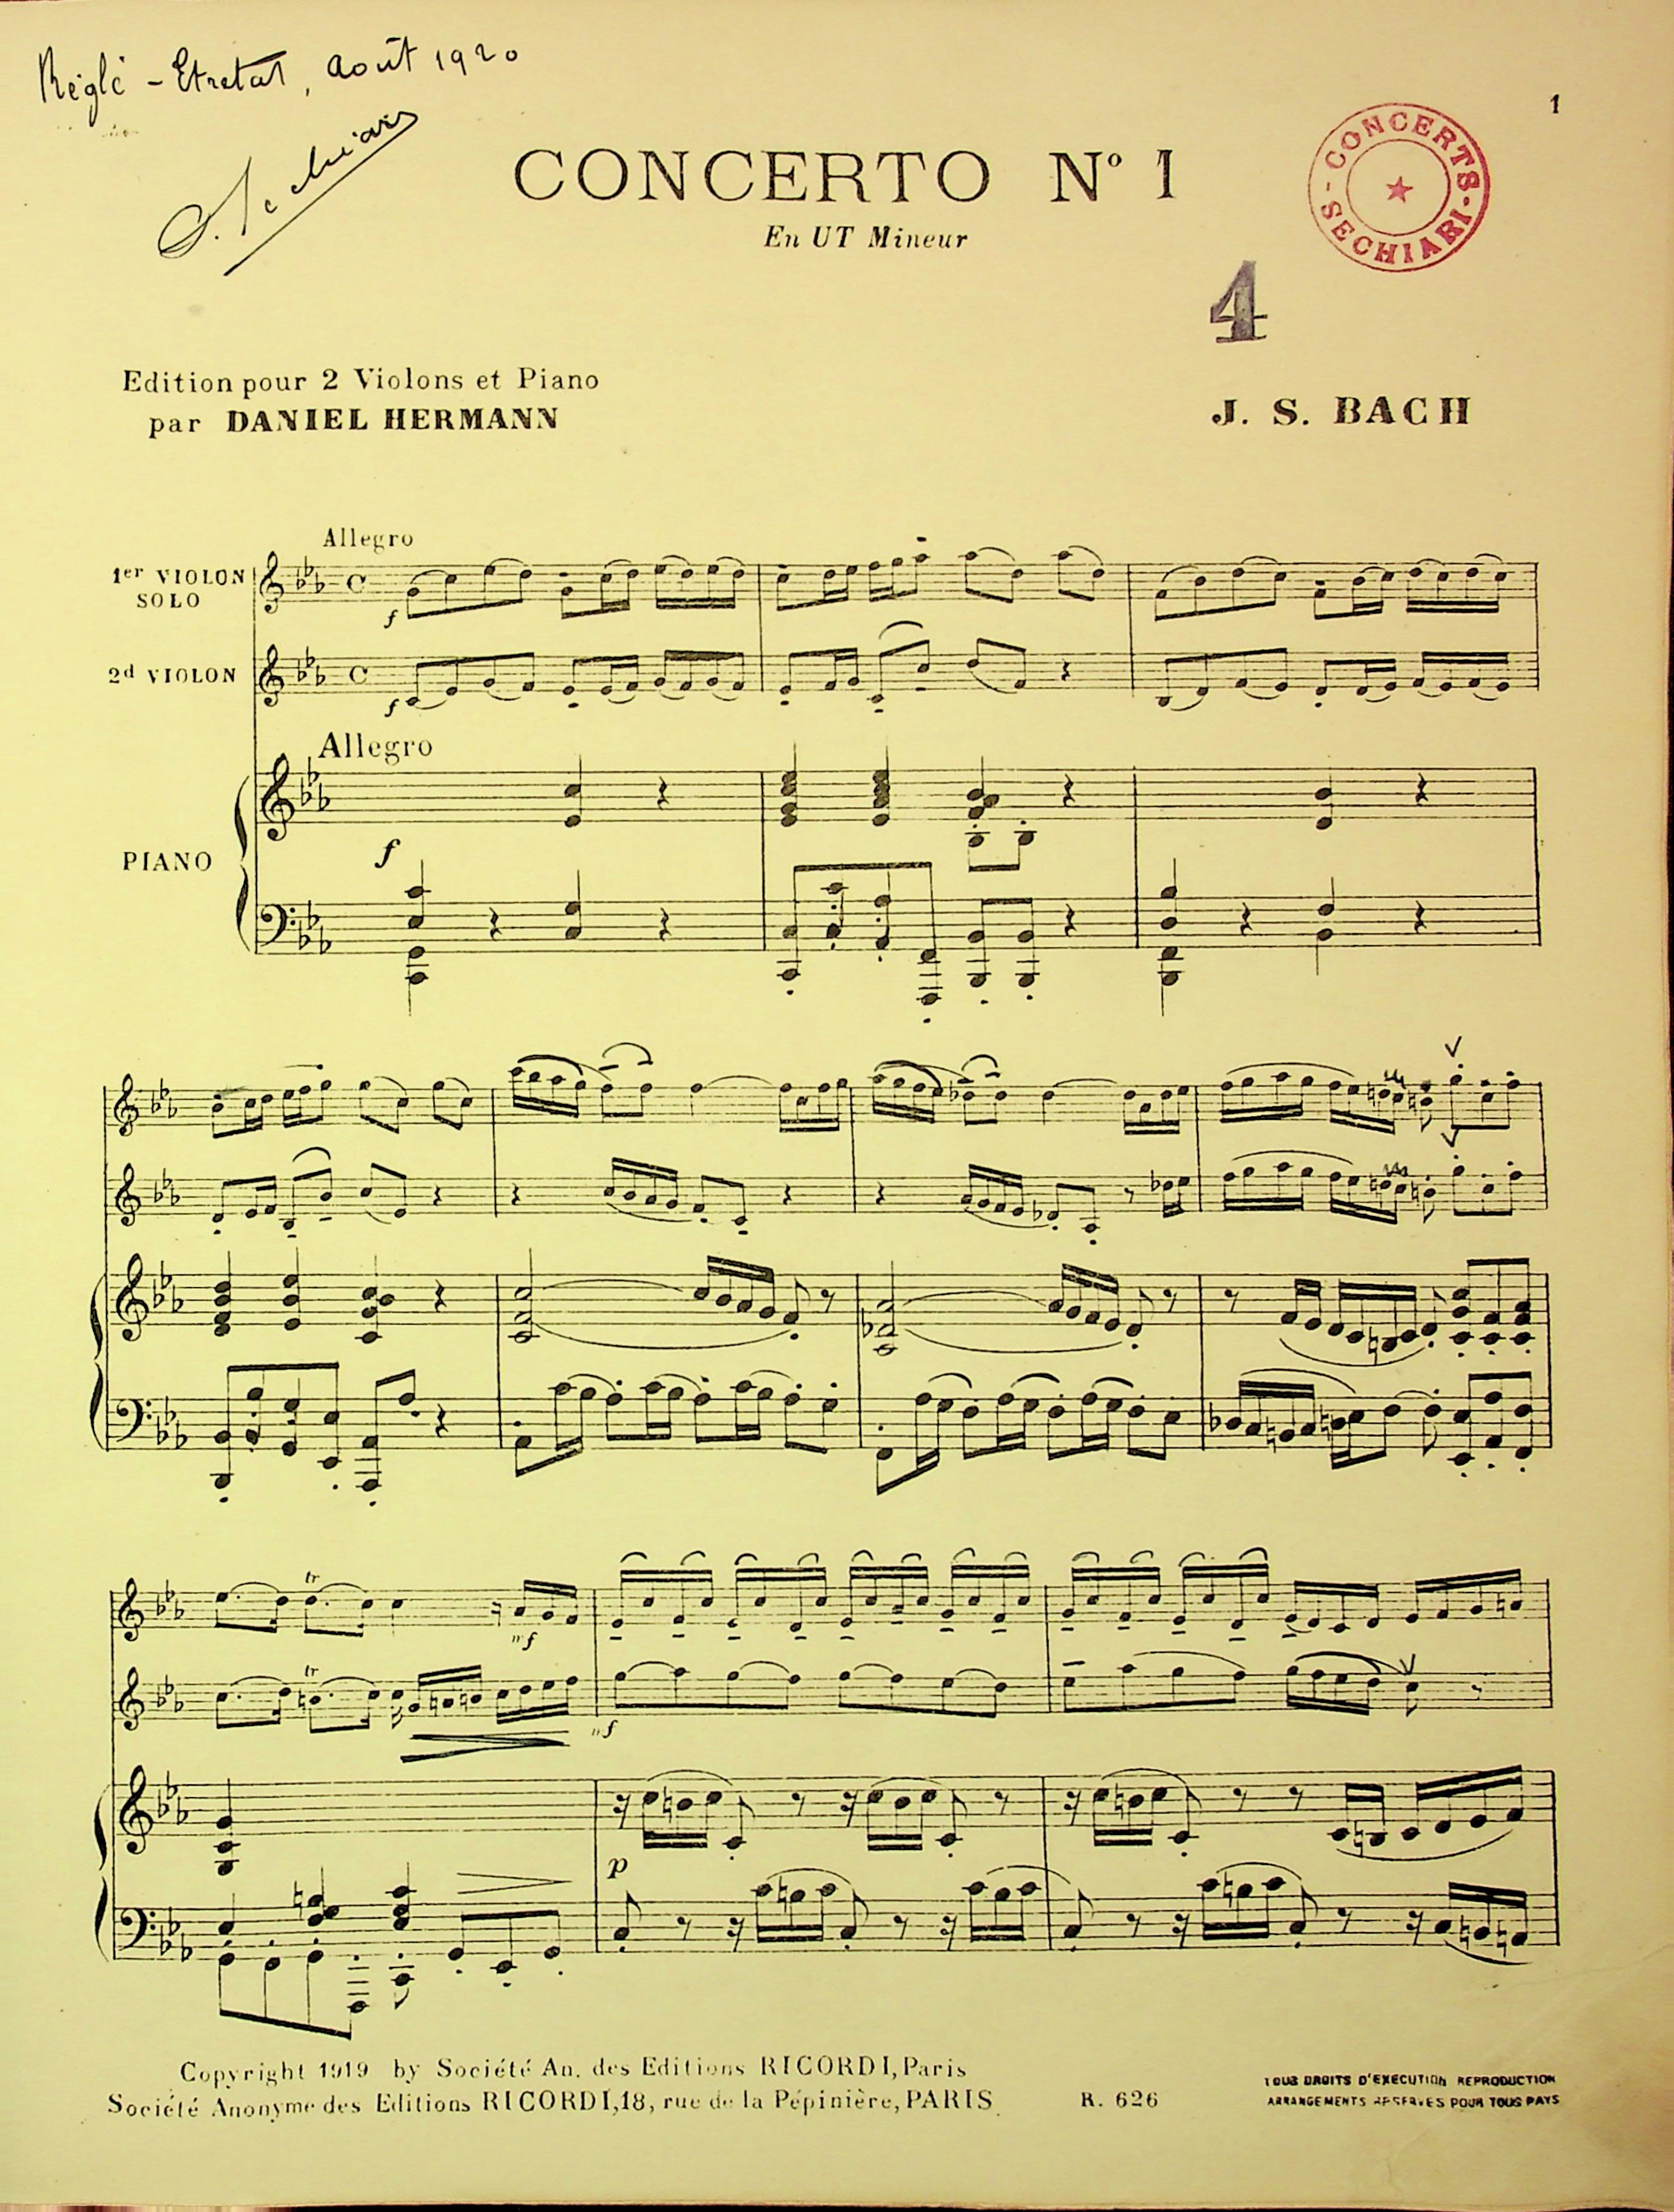 Réglé - Etretat, août 1920
1
CONCERTO Nº 1
En UT Mineur
CONCERTS
SECHIARI
4
Edition pour 2 Violons et Piano
par DANIEL HERMANN
J. S. BACH
Allegro
1er VIOLON
SOLO
f
2d VIOLON
f
Allegro
PIANO
f
tr
mf
tr
mf
p
Copyright 1919 by Société An. des Editions RICORDI, Paris
Société Anonyme des Editions RICORDI, 18, rue de la Pépinière, PARIS
R. 626
TOUS DROITS D'EXECUTION REPRODUCTION
ARRANGEMENTS RESERVES POUR TOUS PAYS